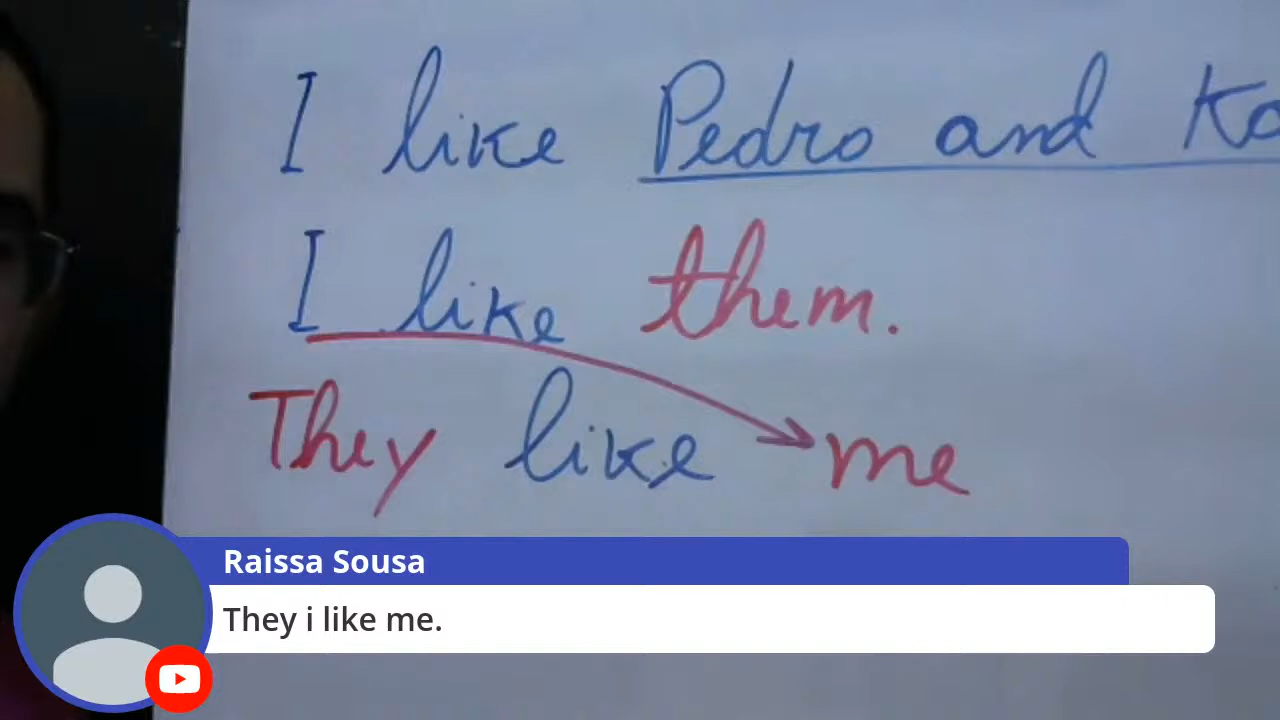 I like Pedro and
I like them.
They like me
Raissa Sousa
They i like me.